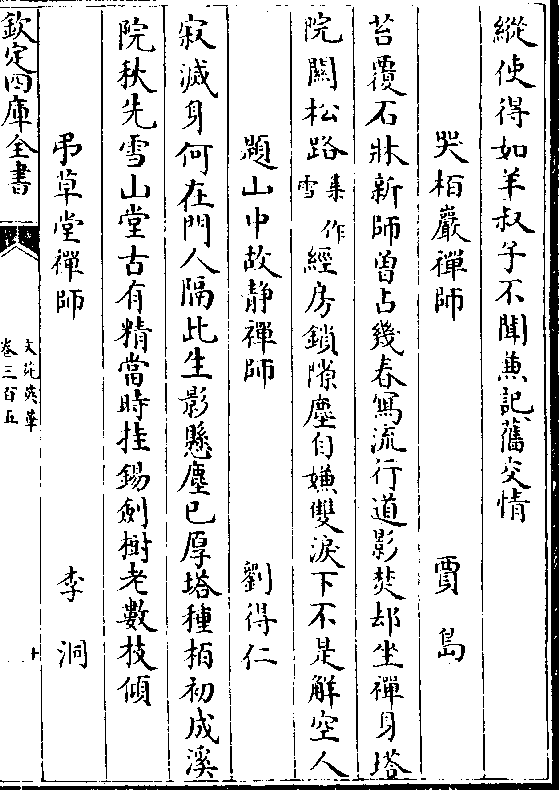 縱使得如羊叔子不聞兼記舊交情
哭栢巖禪師 賈島
苔覆石牀新師曽占幾春寫流行道影焚却坐禪身塔
院闗松路集作雪經房鎖隙塵自嫌雙淚下不是解空人
題山中故静禪師 劉得仁
寂滅身何在門人隔此生影懸塵已厚塔種栢初成溪
院秋先雪山堂古有精當時挂錫劍樹老數枝傾
弔草堂禪師 李洞
欽定四庫全書
文苑英華
卷三百五
十